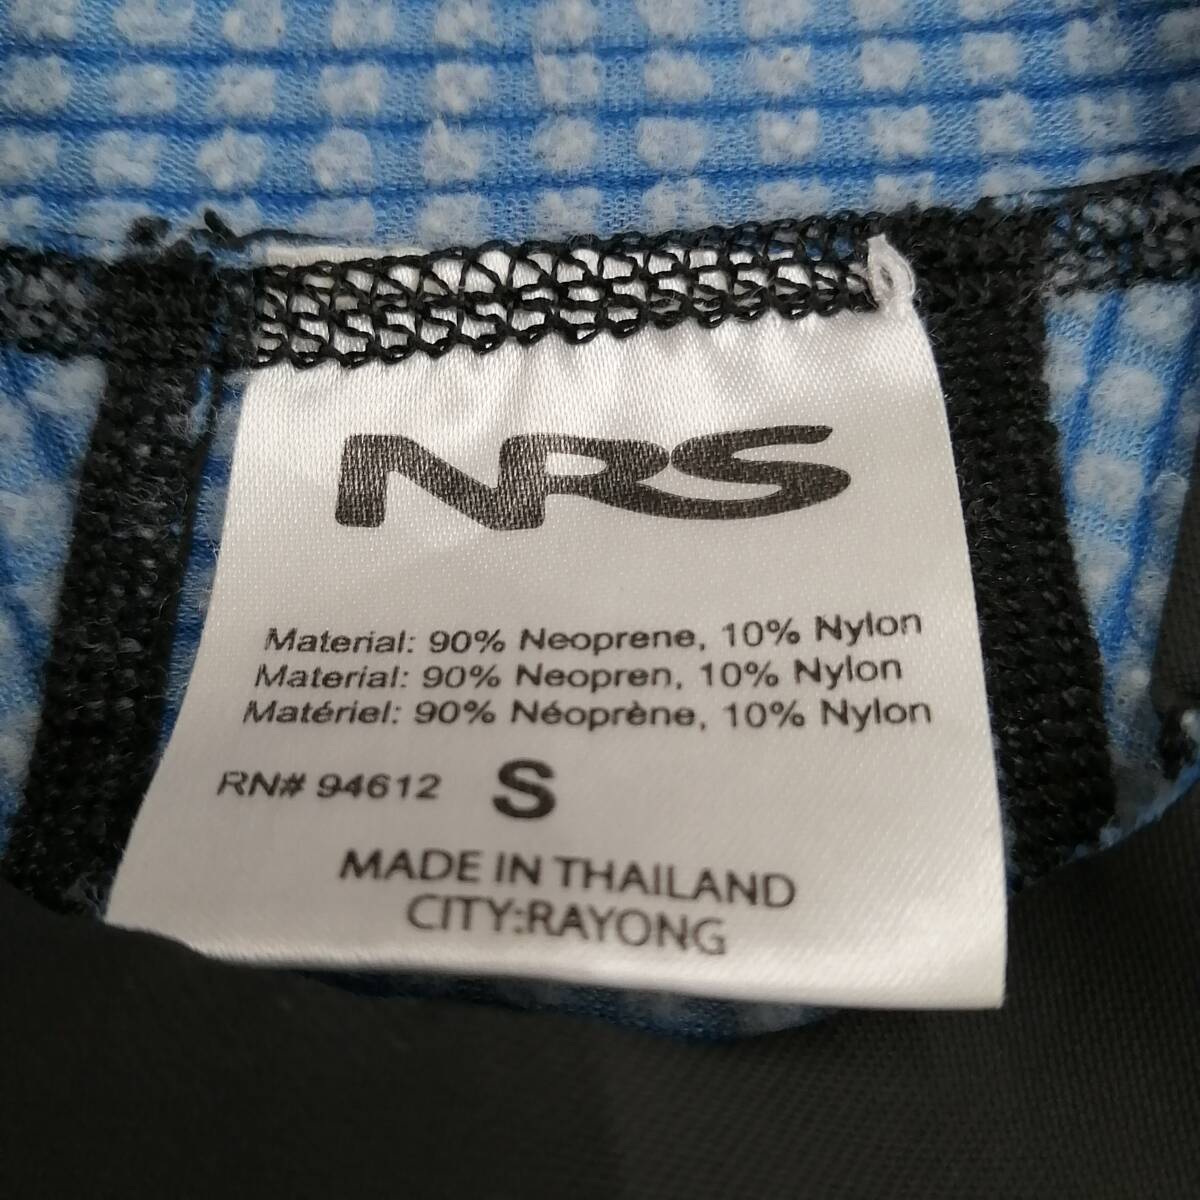 NRS
Material: 90% Neoprene, 10% Nylon
Material: 90% Neopren, 10% Nylon
Matériel: 90% Néoprène, 10% Nylon
RN# 94612 S
MADE IN THAILAND
CITY:RAYONG